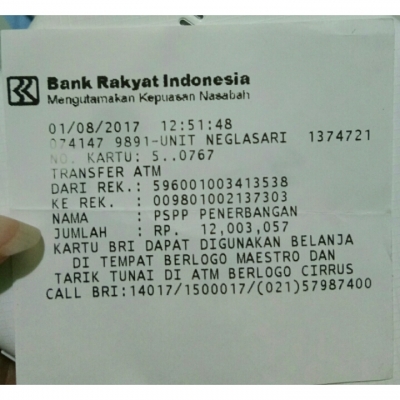 BRI
Bank Rakyat Indonesia
Mengutamakan Kepuasan Nasabah
01/08/2017 12:51:48
074147 9891-UNIT NEGLASARI 1374721
NO. KARTU: 5..0767
TRANSFER ATM
DARI REK.: 596001003413538
KE REK. : 009801002137303
NAMA : PSPP PENERBANGAN
JUMLAH : RP. 12,003,057
KARTU BRI DAPAT DIGUNAKAN BELANJA
DI TEMPAT BERLOGO MAESTRO DAN
TARIK TUNAI DI ATM BERLOGO CIRRUS
CALL BRI:14017/1500017/(021)57987400